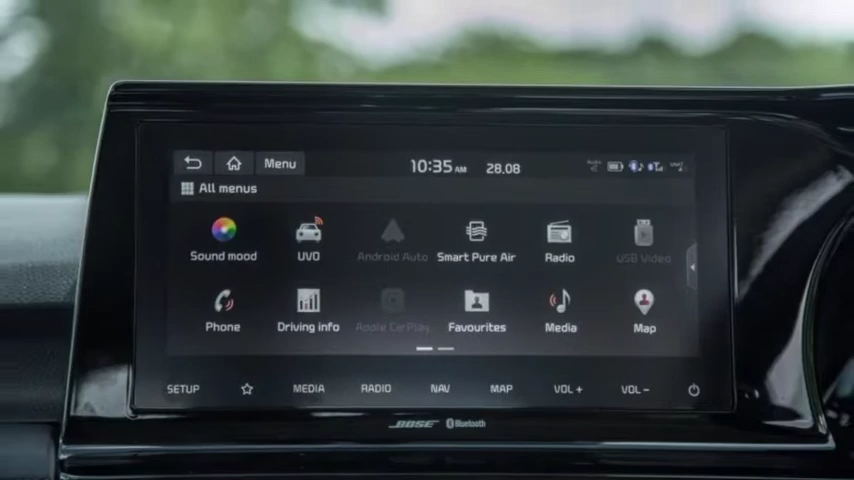 Menu 10:35 AM 28.08
All menus
Sound mood UVO Android Auto Smart Pure Air Radio USB Video
Phone Driving info Apple CarPlay Favourites Media Map
SETUP MEDIA RADIO NAV MAP VOL + VOL -
BOSE Bluetooth